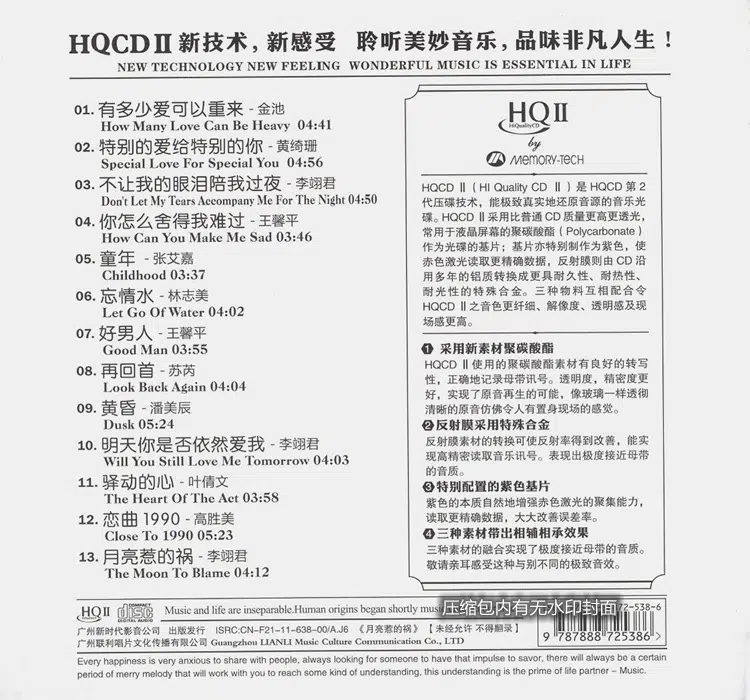 HQCD II 新技术，新感受 聆听美妙音乐，品味非凡人生！
NEW TECHNOLOGY NEW FEELING WONDERFUL MUSIC IS ESSENTIAL IN LIFE
01. 有多少爱可以重来 - 金池
How Many Love Can Be Heavy 04:41
02. 特别的爱给特别的你 - 黄绮珊
Special Love For Special You 04:56
03. 不让我的眼泪陪我过夜 - 李翊君
Don't Let My Tears Accompany Me For The Night 04:50
04. 你怎么舍得我难过 - 王馨平
How Can You Make Me Sad 03:46
05. 童年 - 张艾嘉
Childhood 03:37
06. 忘情水 - 林志美
Let Go Of Water 04:02
07. 好男人 - 王馨平
Good Man 03:55
08. 再回首 - 苏芮
Look Back Again 04:04
09. 黄昏 - 潘美辰
Dusk 05:24
10. 明天你是否依然爱我 - 李翊君
Will You Still Love Me Tomorrow 04:03
11. 驿动的心 - 叶倩文
The Heart Of The Act 03:58
12. 恋曲1990 - 高胜美
Close To 1990 05:23
13. 月亮惹的祸 - 李翊君
The Moon To Blame 04:12
HQ II
HiQualityCD
by
MEMORY-TECH
HQCD II（HI Quality CD II）是 HQCD 第2
代压碟技术，能极致真实地还原音源的音乐光
碟。HQCD II 采用比普通CD质量更高更透光，
常用于液晶屏幕的聚碳酸酯（Polycarbonate）
作为光碟的基片；基片亦特别制作为紫色，使
赤色激光读取更精确数据，反射膜则由CD沿
用多年的铝质转换成更具耐久性、耐热性、
耐光性的特殊合金。三种物料互相配合令
HQCD II 之音色更纤细、解像度、透明感及现
场感更高。
❶ 采用新素材聚碳酸酯
HQCD II 使用的聚碳酸酯素材有良好的转写
性，正确地记录母带讯号。透明度，精密度更
好，实现了原音再生的可能，像玻璃一样透彻
清晰的原音仿佛令人有置身现场的感觉。
❷ 反射膜采用特殊合金
反射膜素材的转换可使反射率得到改善，能实
现高精密读取音乐讯号。表现出极度接近母带
的音质。
❸ 特别配置的紫色基片
紫色的本质自然地增强赤色激光的聚集能力，
读取更精确数据，大大改善误差率。
❹ 三种素材带出相辅相承效果
三种素材的融合实现了极度接近母带的音质。
敬请亲耳感受这种与别不同的极致音效。
HQ II COMPACT disc DIGITAL AUDIO Music and life are inseparable.Human origins began shortly
压缩包内有无水印封面
72-538-6
广州新时代影音公司 出版发行 ISRC:CN-F21-11-638-00/A.J6 《月亮惹的祸》【未经允许 不得翻录】
广州联利唱片文化传播有限公司 Guangzhou LIANLI Music Culture Communication Co., LTD
9 787888 725386 >
Every happiness is very anxious to share with people, always looking for someone to have that impulse to savor, there will always be a certain
period of merry melody that will work with you to reach some kind of understanding, this understanding is the prime of life partner – Music.